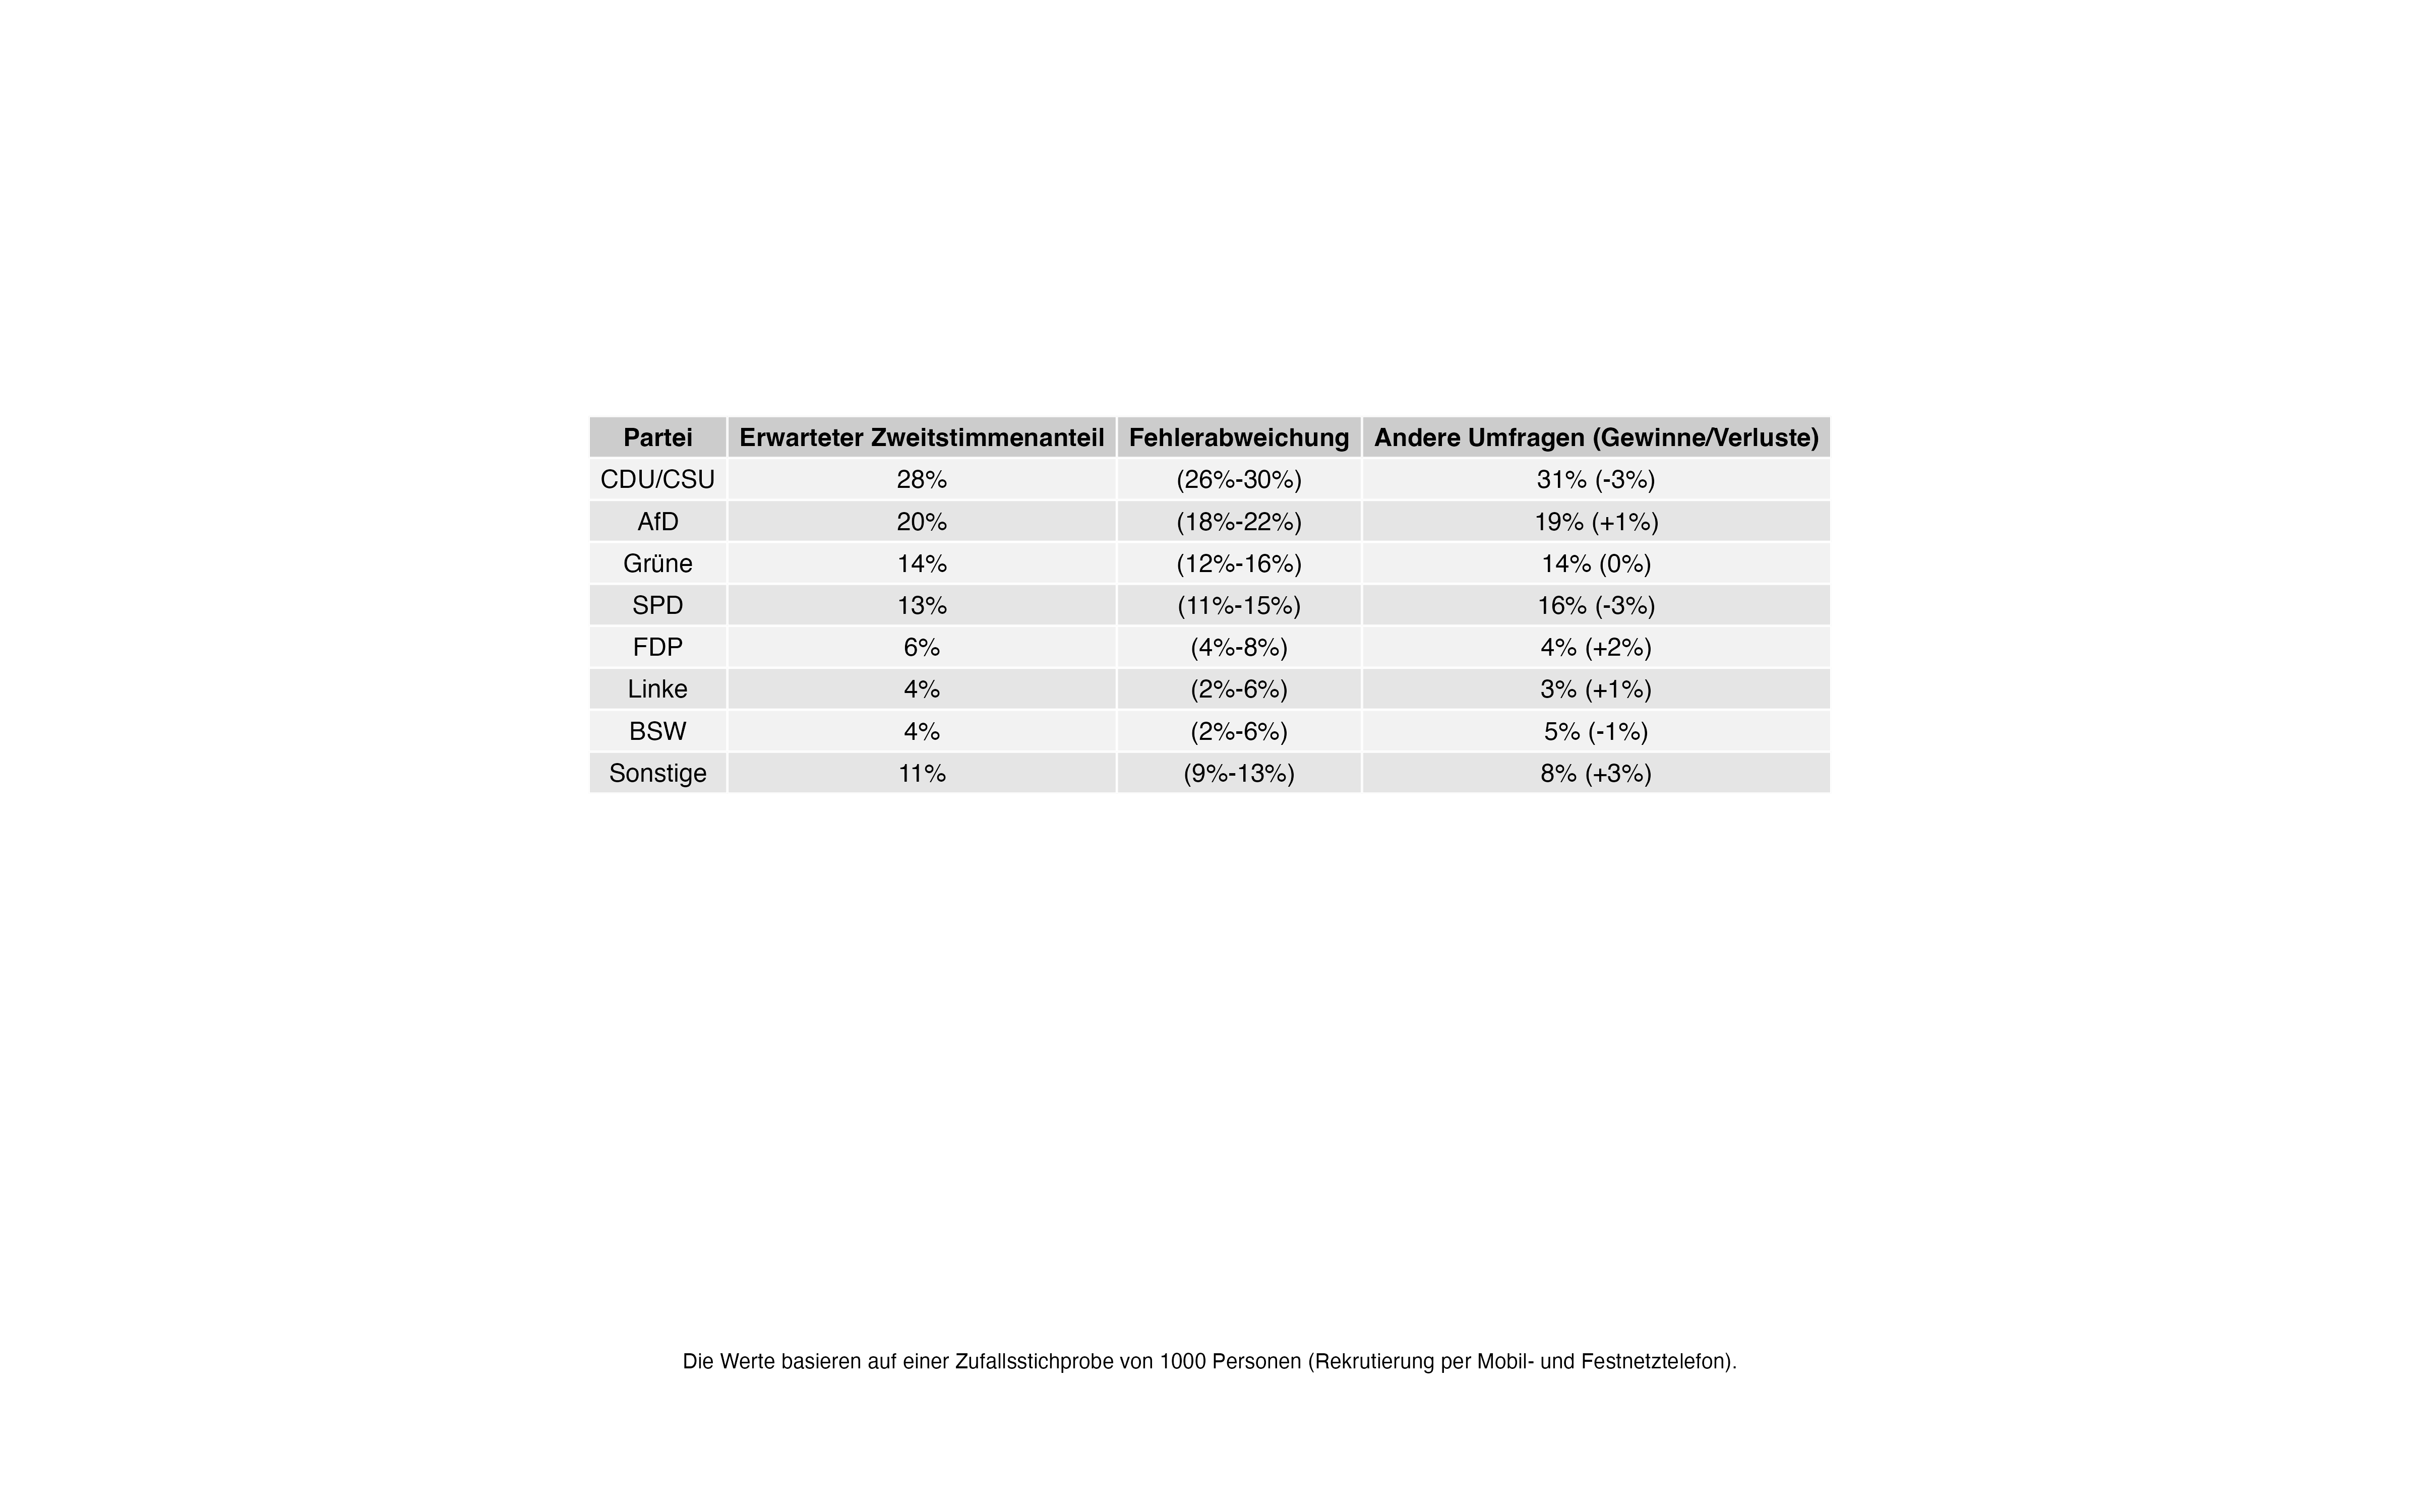 Partei Erwarteter Zweitstimmenanteil Fehlerabweichung Andere Umfragen (Gewinne/Verluste)
CDU/CSU 28% (26%-30%) 31% (-3%)
AfD 20% (18%-22%) 19% (+1%)
Grüne 14% (12%-16%) 14% (0%)
SPD 13% (11%-15%) 16% (-3%)
FDP 6% (4%-8%) 4% (+2%)
Linke 4% (2%-6%) 3% (+1%)
BSW 4% (2%-6%) 5% (-1%)
Sonstige 11% (9%-13%) 8% (+3%)
Die Werte basieren auf einer Zufallsstichprobe von 1000 Personen (Rekrutierung per Mobil- und Festnetztelefon).